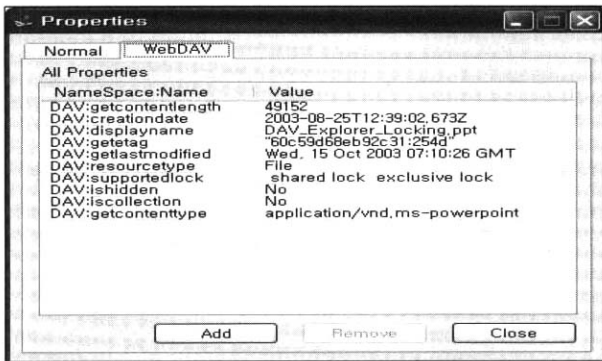 Properties
Normal WebDAV
All Properties
NameSpace:Name Value
DAV:getcontentlength 49152
DAV:creationdate 2003-08-25T12:39:02,673Z
DAV:displayname DAV_Explorer_Locking,ppt
DAV:getetag "60c59d68eb92c31:254d"
DAV:getlastmodified Wed, 15 Oct 2003 07:10:26 GMT
DAV:resourcetype File
DAV:supportedlock shared lock exclusive lock
DAV:ishidden No
DAV:iscollection No
DAV:getcontenttype application/vnd,ms-powerpoint
Add Remove Close